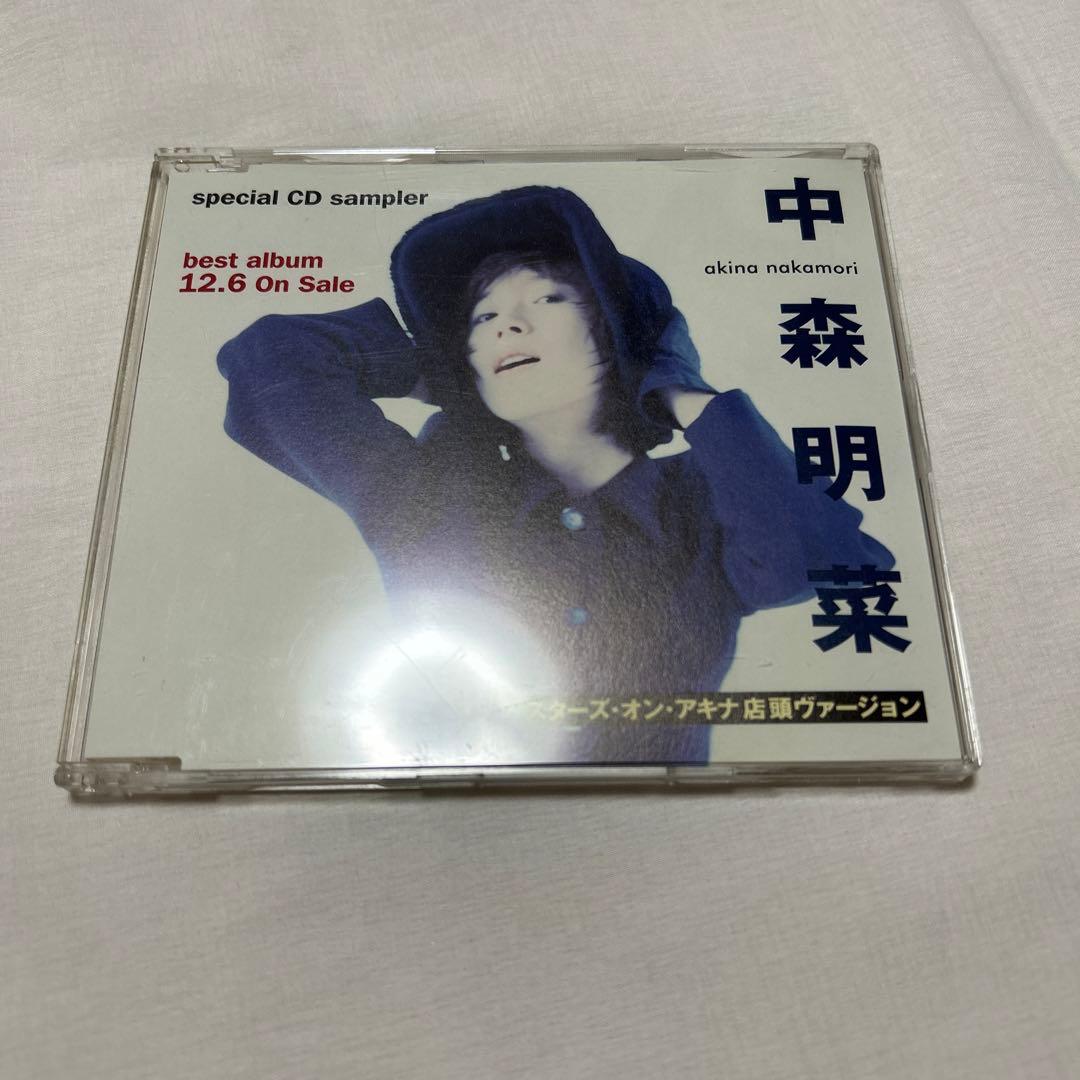 special CD sampler
best album
12.6 On Sale
中森明菜
akina nakamori
スターズ・オン・アキナ店頭ヴァージョン